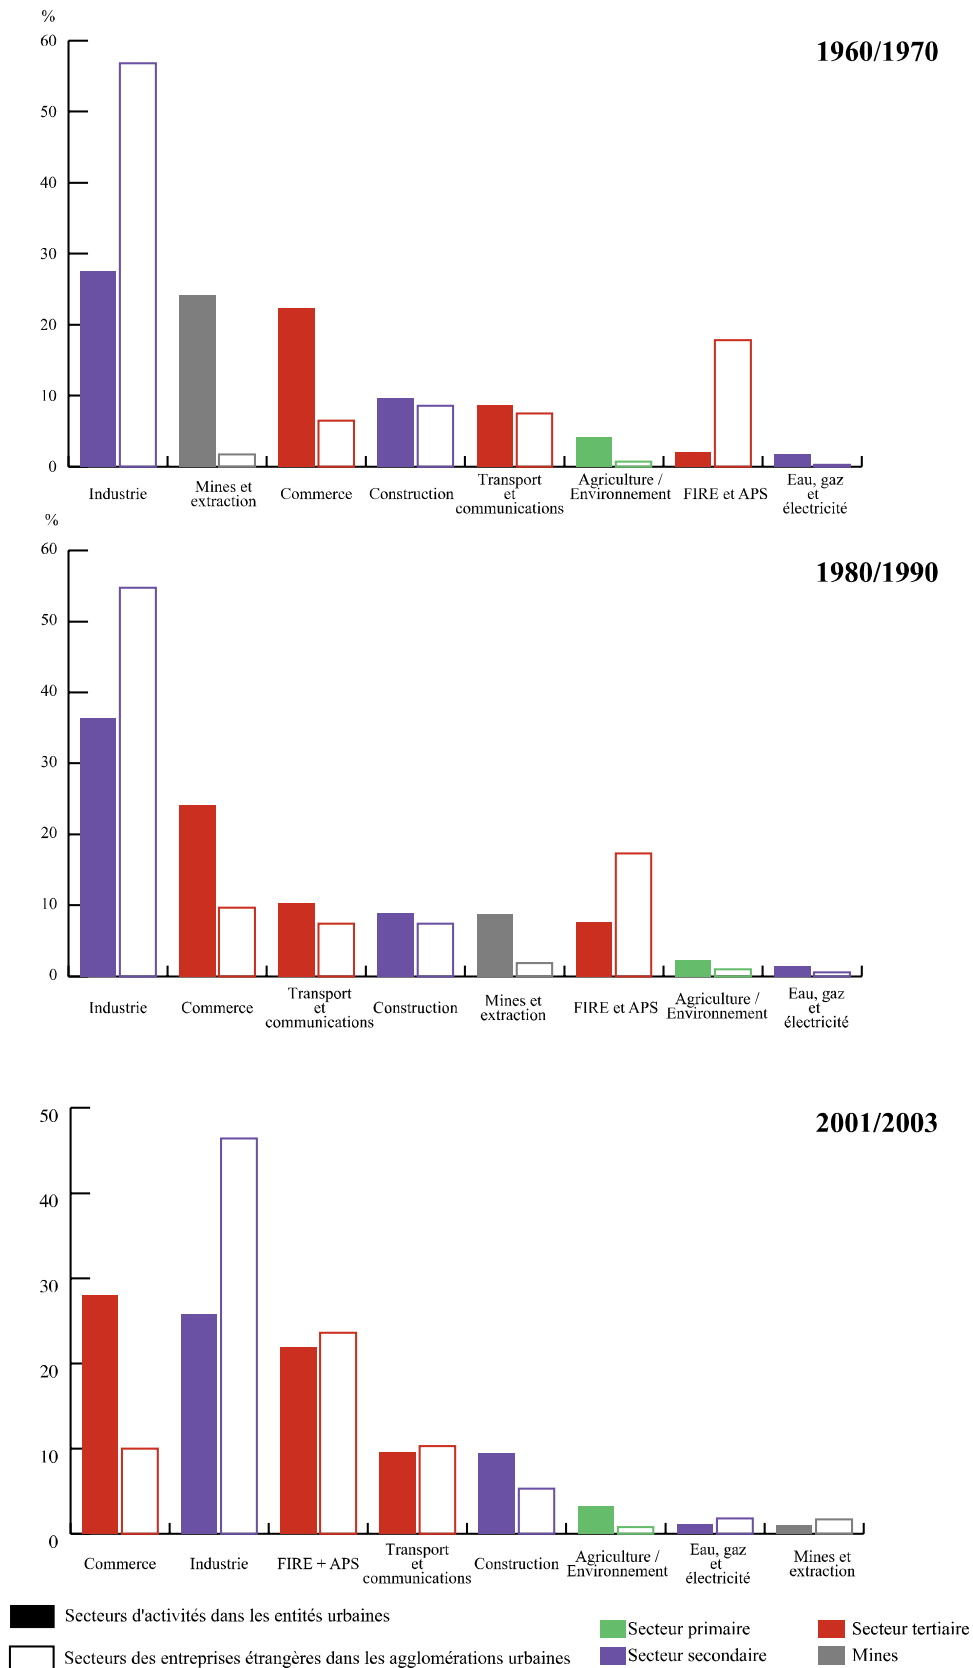 %
1960/1970
60
50
40
30
20
10
0
Industrie
Mines et
extraction
Commerce
Construction
Transport
et
communications
Agriculture /
Environnement
FIRE et APS
Eau, gaz
et
électricité
%
1980/1990
60
50
40
30
20
10
0
Industrie
Commerce
Transport
et
communications
Construction
Mines et
extraction
FIRE et APS
Agriculture /
Environnement
Eau, gaz
et
électricité
2001/2003
50
40
30
20
10
0
Commerce
Industrie
FIRE + APS
Transport
et
communications
Construction
Agriculture /
Environnement
Eau, gaz
et
électricité
Mines et
extraction
Secteurs d'activités dans les entités urbaines
Secteurs des entreprises étrangères dans les agglomérations urbaines
Secteur primaire
Secteur secondaire
Secteur tertiaire
Mines